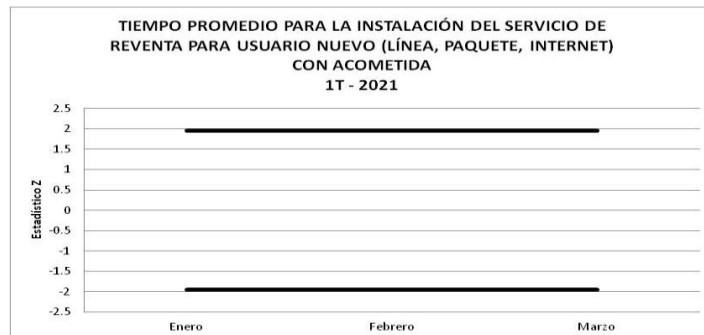 TIEMPO PROMEDIO PARA LA INSTALACIÓN DEL SERVICIO DE
REVENTA PARA USUARIO NUEVO (LÍNEA, PAQUETE, INTERNET)
CON ACOMETIDA
1T - 2021
Estadístico Z
2.5
2
1.5
1
0.5
0
-0.5
-1
-1.5
-2
-2.5
Enero Febrero Marzo